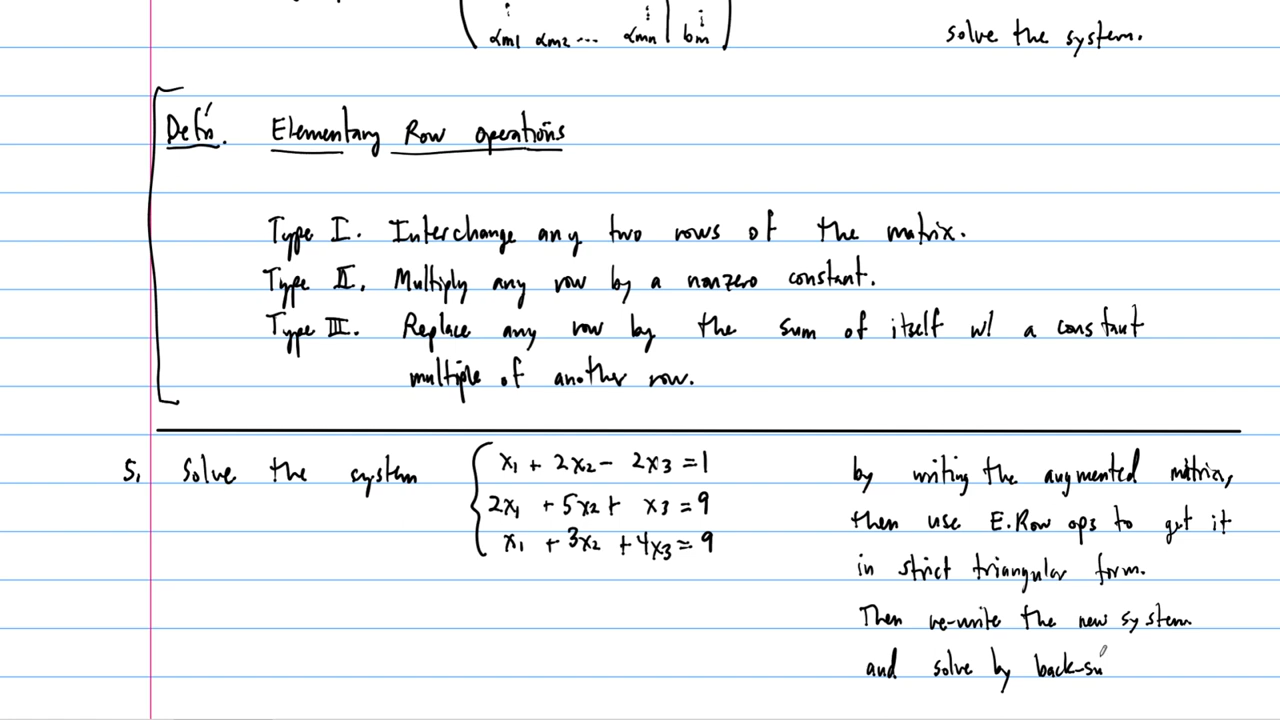 ⋮ ⋮ ⋮
αm1 αm2 ... αmn | bm
solve the system.
Def'n. Elementary Row operations
Type I. Interchange any two rows of the matrix.
Type II. Multiply any row by a nonzero constant.
Type III. Replace any row by the sum of itself w/ a constant
multiple of another row.
5. Solve the system { x1 + 2x2 - 2x3 = 1
2x1 + 5x2 + x3 = 9
x1 + 3x2 + 4x3 = 9
by writing the augmented matrix,
then use E.Row ops to get it
in strict triangular form.
Then re-write the new system
and solve by back-su